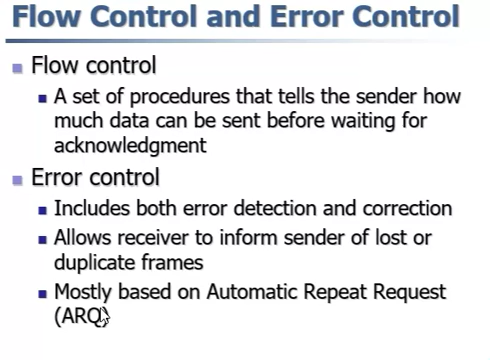 Flow Control and Error Control
Flow control
A set of procedures that tells the sender how
much data can be sent before waiting for
acknowledgment
Error control
Includes both error detection and correction
Allows receiver to inform sender of lost or
duplicate frames
Mostly based on Automatic Repeat Request
(ARQ)